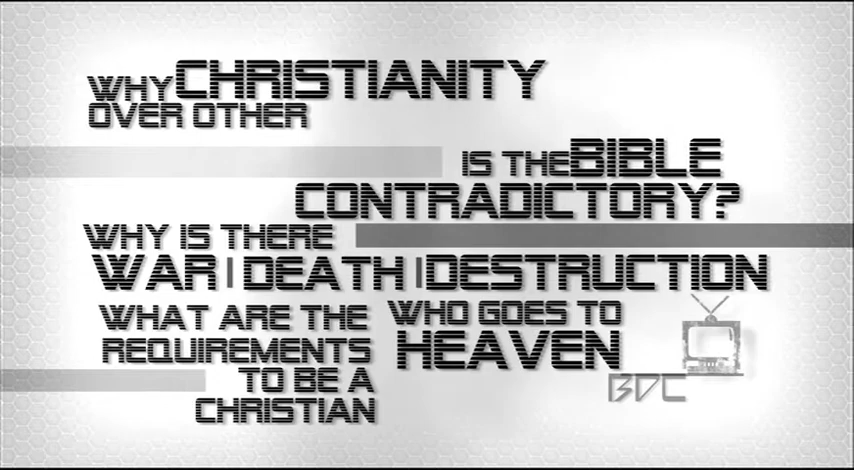 WHY CHRISTIANITY
OVER OTHER
IS THE BIBLE
CONTRADICTORY?
WHY IS THERE
WAR | DEATH | DESTRUCTION
WHAT ARE THE
REQUIREMENTS
TO BE A
CHRISTIAN
WHO GOES TO
HEAVEN
BDC